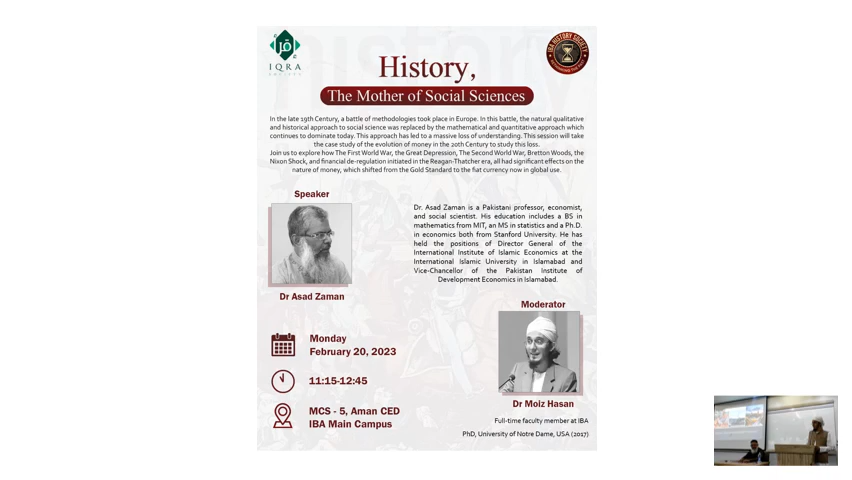 IQRA
SOCIETY
IBA HISTORY SOCIETY
History,
The Mother of Social Sciences
In the late 19th Century, a battle of methodologies took place in Europe. In this battle, the natural qualitative
and historical approach to social science was replaced by the mathematical and quantitative approach which
continues to dominate today. This approach has led to a massive loss of understanding. This session will take
the case study of the evolution of money in the 20th Century to study this loss.
Join us to explore how The First World War, the Great Depression, The Second World War, Bretton Woods, the
Nixon Shock, and financial de-regulation initiated in the Reagan-Thatcher era, all had significant effects on the
nature of money, which shifted from the Gold Standard to the fiat currency now in global use.
Speaker
Dr Asad Zaman
Dr. Asad Zaman is a Pakistani professor, economist,
and social scientist. His education includes a BS in
mathematics from MIT, an MS in statistics and a Ph.D.
in economics both from Stanford University. He has
held the positions of Director General of the
International Institute of Islamic Economics at the
International Islamic University in Islamabad and
Vice-Chancellor of the Pakistan Institute of
Development Economics in Islamabad.
Monday
February 20, 2023
11:15-12:45
MCS - 5, Aman CED
IBA Main Campus
Moderator
Dr Moiz Hasan
Full-time faculty member at IBA
PhD, University of Notre Dame, USA (2017)